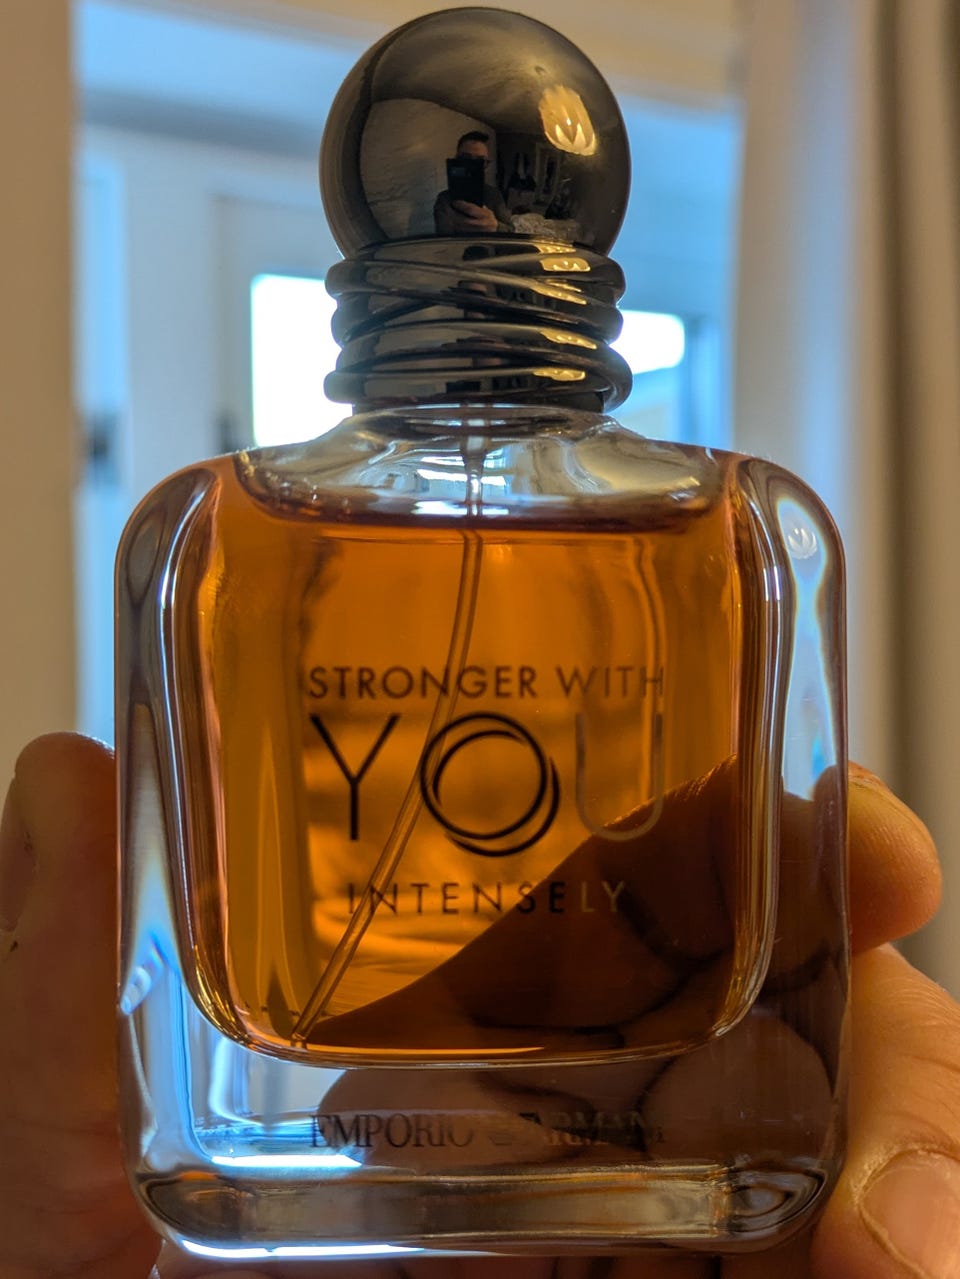 STRONGER WITH
YOU
INTENSELY
EMPORIO ARMANI